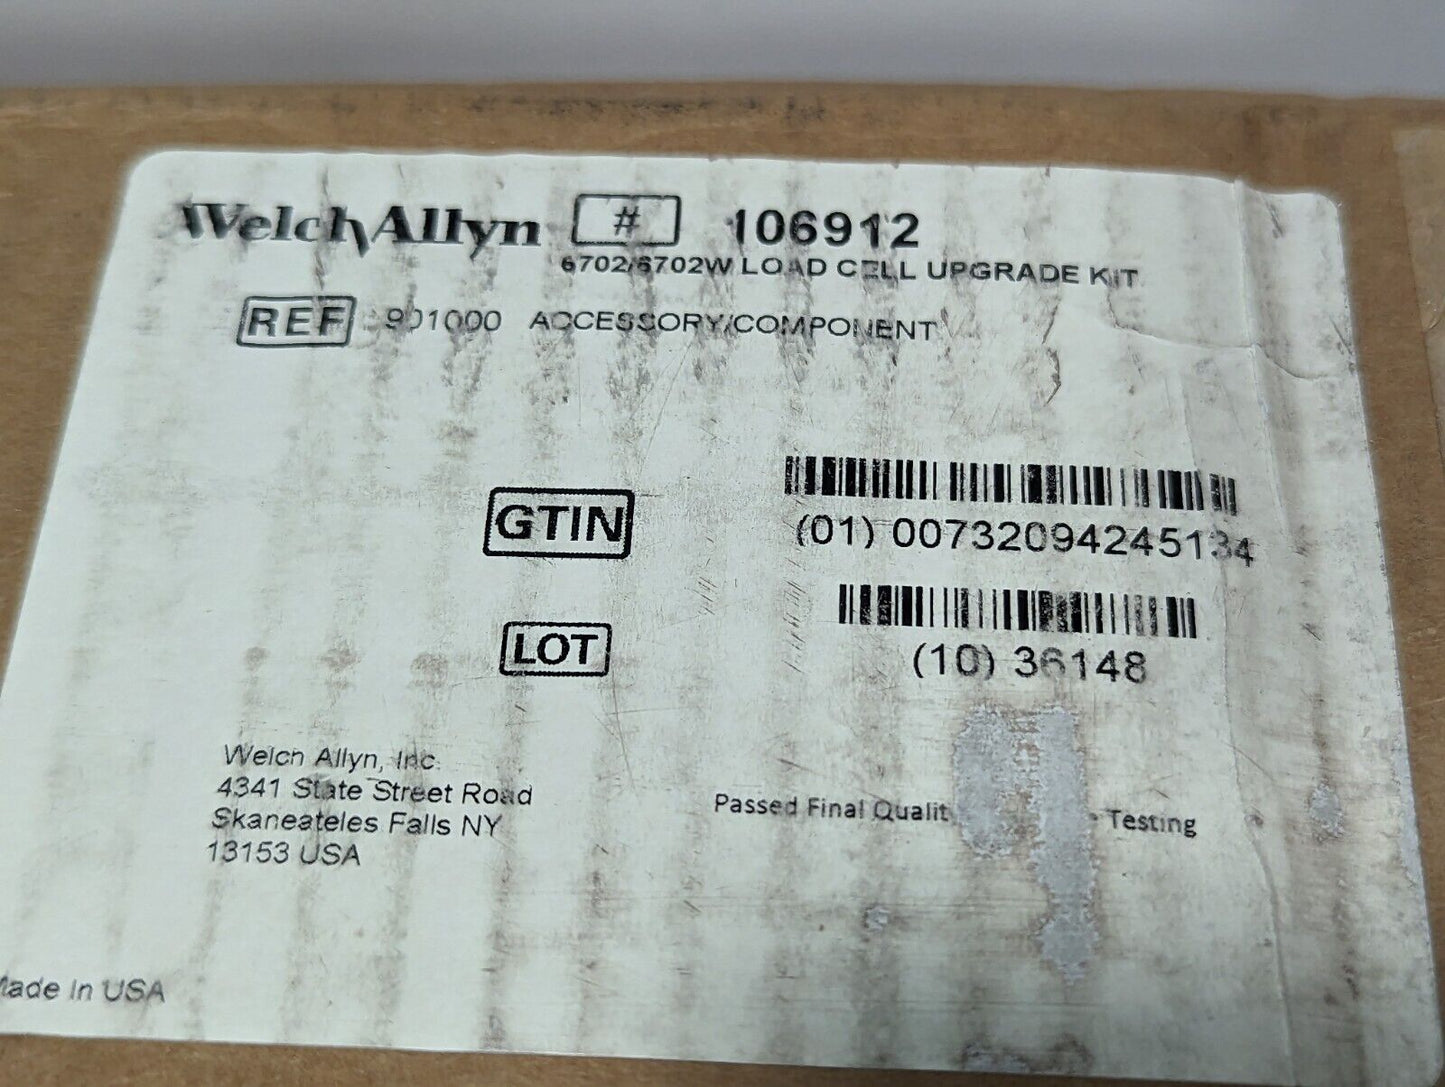 WelchAllyn # 106912
6702/6702W LOAD CELL UPGRADE KIT
REF 901000 ACCESSORY/COMPONENT
GTIN (01) 00732094245134
LOT (10) 36148
Welch Allyn, Inc.
4341 State Street Road
Skaneateles Falls NY
13153 USA
Passed Final Qualit Testing
Made In USA